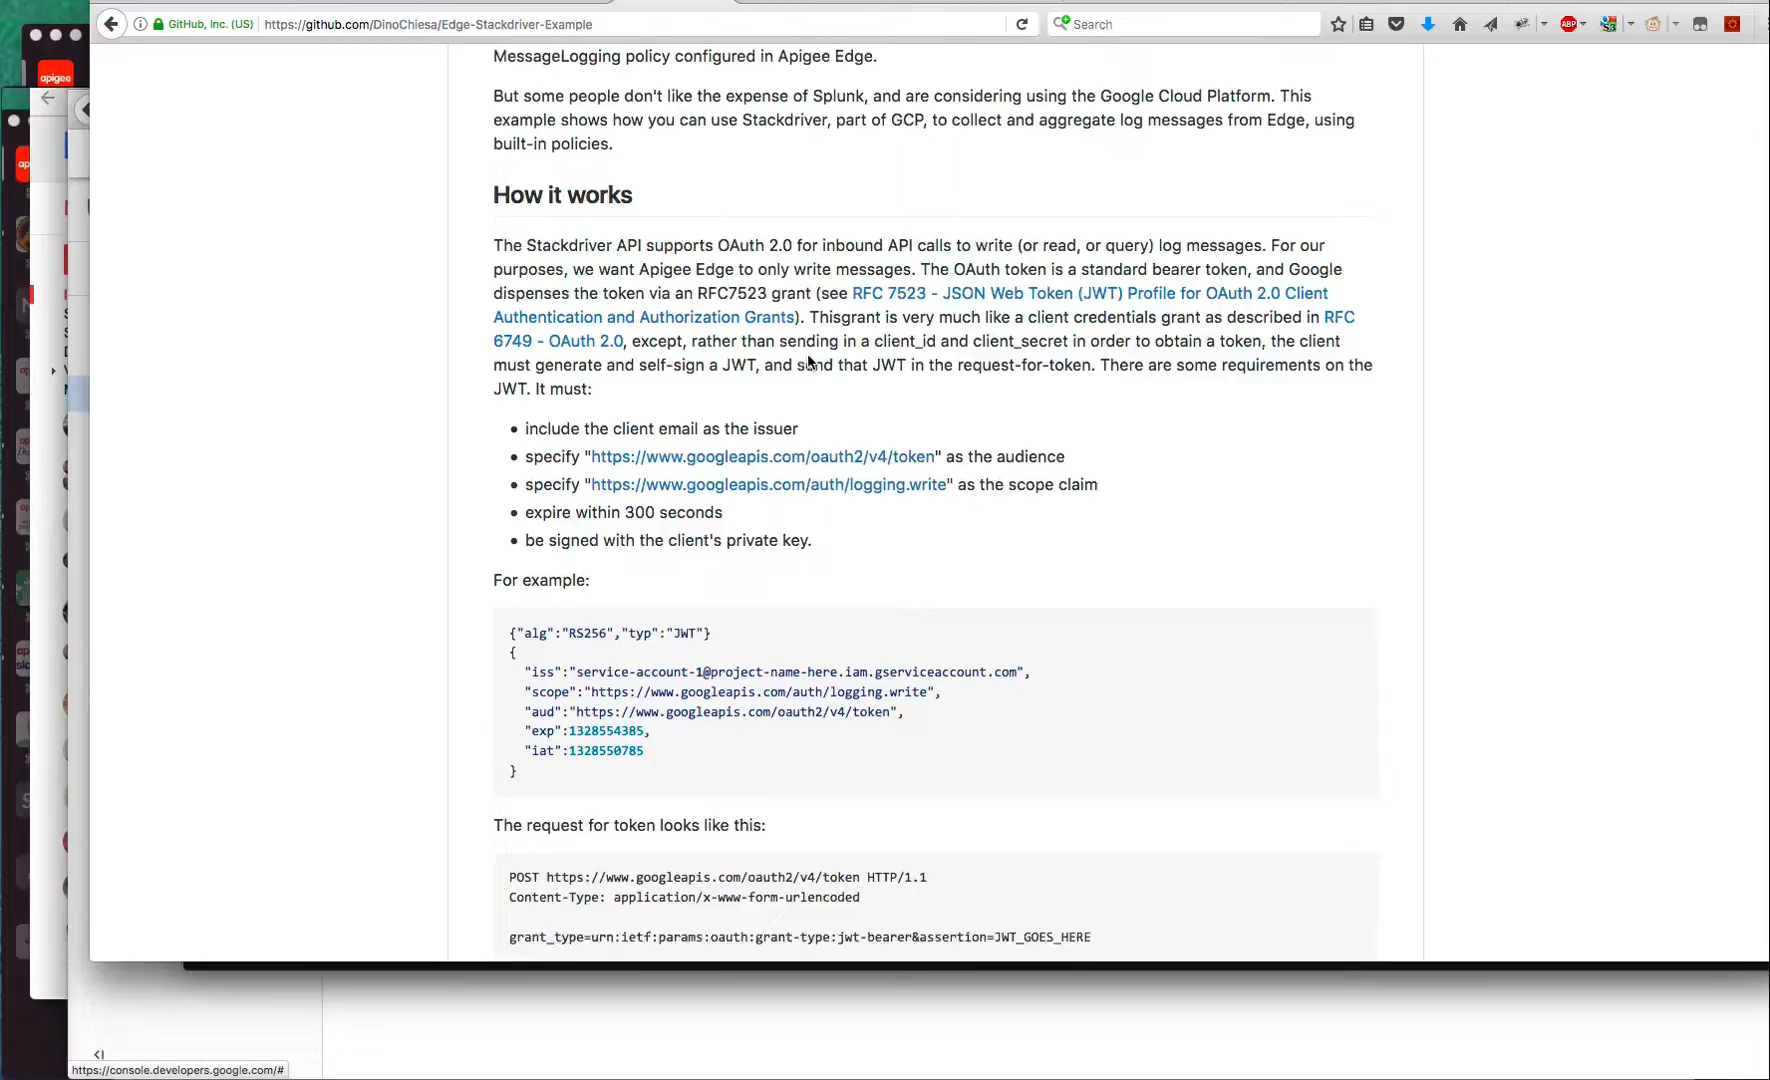 GitHub, Inc. (US)
https://github.com/DinoChiesa/Edge-Stackdriver-Example
Search
ABP
apigee
MessageLogging policy configured in Apigee Edge.
But some people don't like the expense of Splunk, and are considering using the Google Cloud Platform. This
example shows how you can use Stackdriver, part of GCP, to collect and aggregate log messages from Edge, using
built-in policies.
How it works
The Stackdriver API supports OAuth 2.0 for inbound API calls to write (or read, or query) log messages. For our
purposes, we want Apigee Edge to only write messages. The OAuth token is a standard bearer token, and Google
dispenses the token via an RFC7523 grant (see RFC 7523 - JSON Web Token (JWT) Profile for OAuth 2.0 Client
Authentication and Authorization Grants). Thisgrant is very much like a client credentials grant as described in RFC
6749 - OAuth 2.0, except, rather than sending in a client_id and client_secret in order to obtain a token, the client
must generate and self-sign a JWT, and send that JWT in the request-for-token. There are some requirements on the
JWT. It must:
• include the client email as the issuer
• specify "https://www.googleapis.com/oauth2/v4/token" as the audience
• specify "https://www.googleapis.com/auth/logging.write" as the scope claim
• expire within 300 seconds
• be signed with the client's private key.
For example:
{"alg":"RS256","typ":"JWT"}
{
"iss":"service-account-1@project-name-here.iam.gserviceaccount.com",
"scope":"https://www.googleapis.com/auth/logging.write",
"aud":"https://www.googleapis.com/oauth2/v4/token",
"exp":1328554385,
"iat":1328550785
}
The request for token looks like this:
POST https://www.googleapis.com/oauth2/v4/token HTTP/1.1
Content-Type: application/x-www-form-urlencoded
grant_type=urn:ietf:params:oauth:grant-type:jwt-bearer&assertion=JWT_GOES_HERE
https://console.developers.google.com/#